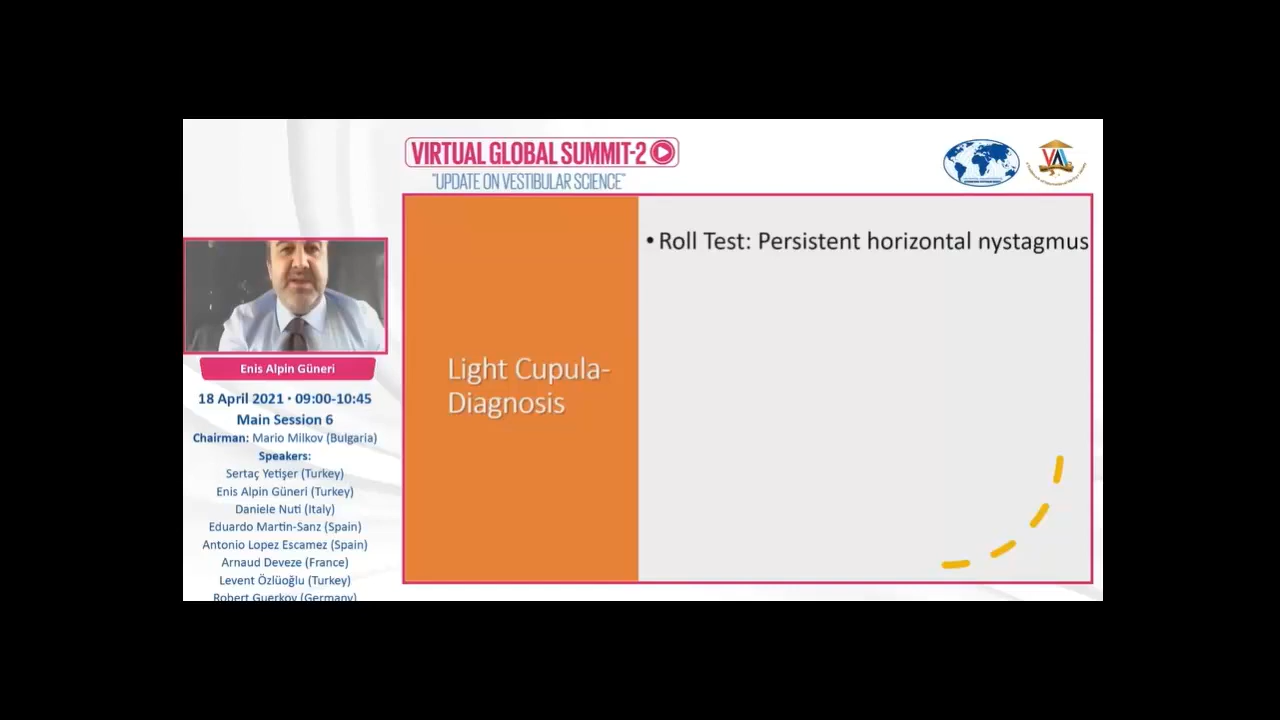 VIRTUAL GLOBAL SUMMIT-2
"UPDATE ON VESTIBULAR SCIENCE"
• Roll Test: Persistent horizontal nystagmus
Light Cupula-
Diagnosis
Enis Alpin Güneri
18 April 2021 • 09:00-10:45
Main Session 6
Chairman: Mario Milkov (Bulgaria)
Speakers:
Sertaç Yetişer (Turkey)
Enis Alpin Güneri (Turkey)
Daniele Nuti (Italy)
Eduardo Martin-Sanz (Spain)
Antonio Lopez Escamez (Spain)
Arnaud Deveze (France)
Levent Özlüoğlu (Turkey)
Robert Guerkov (Germany)